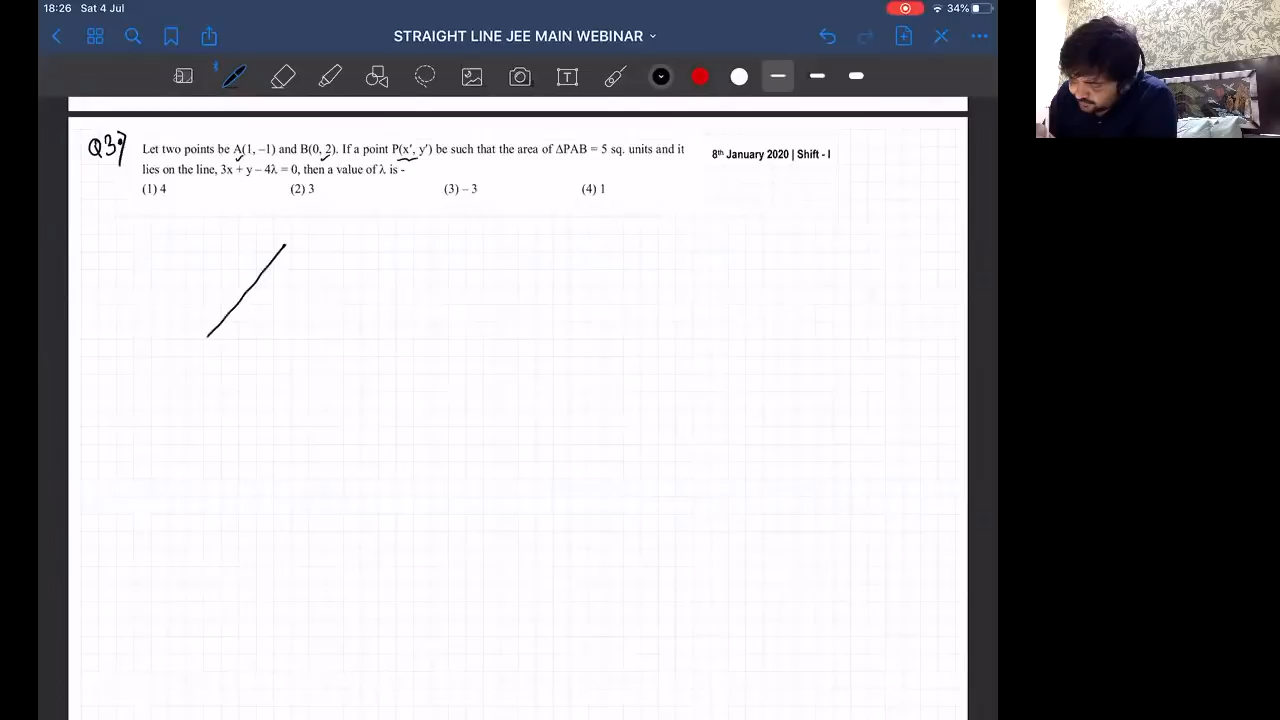 18:26 Sat 4 Jul
34%
STRAIGHT LINE JEE MAIN WEBINAR
Q3.
Let two points be A(1, –1) and B(0, 2). If a point P(x′, y′) be such that the area of ΔPAB = 5 sq. units and it
8th January 2020 | Shift - I
lies on the line, 3x + y – 4λ = 0, then a value of λ is -
(1) 4 (2) 3 (3) – 3 (4) 1